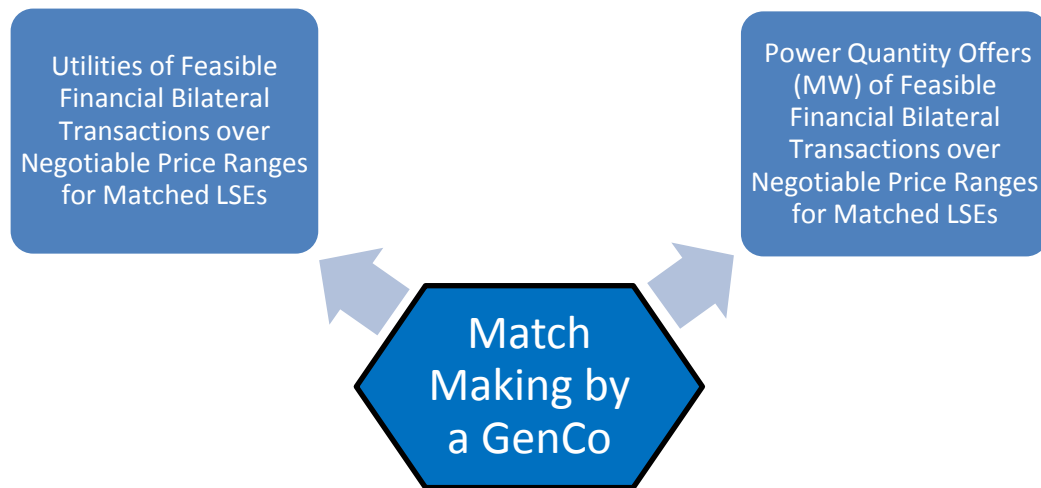 Utilities of Feasible
Financial Bilateral
Transactions over
Negotiable Price Ranges
for Matched LSEs
Power Quantity Offers
(MW) of Feasible
Financial Bilateral
Transactions over
Negotiable Price Ranges
for Matched LSEs
Match
Making by
a GenCo